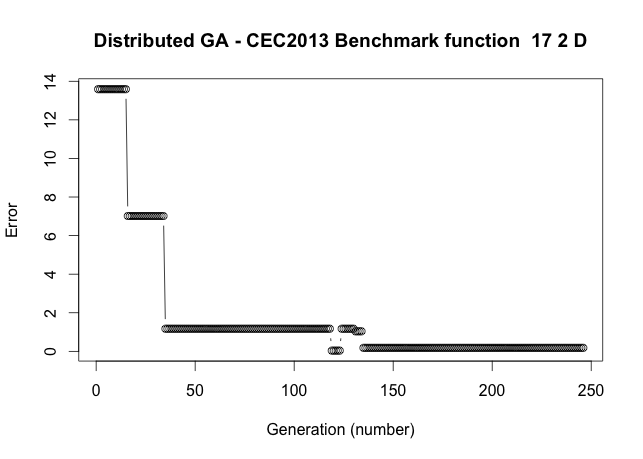 Distributed GA - CEC2013 Benchmark function 17 2 D
Error
14
12
10
8
6
4
2
0
0 50 100 150 200 250
Generation (number)